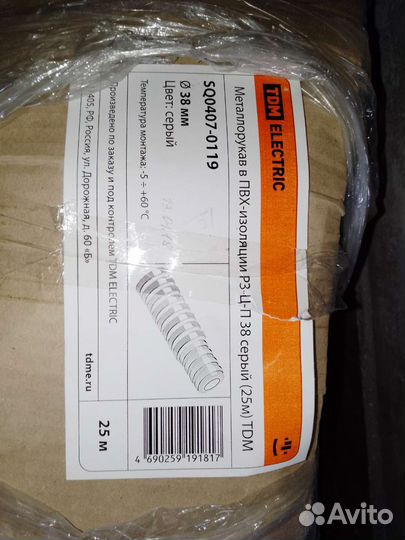 TDM ELECTRIC
Металлорукав в ПВХ-изоляции РЗ-Ц-П 38 серый (25м) TDM
SQ0407-0119
Ø 38 мм
Цвет: серый
Температура монтажа: -5 ÷ +60 °С
Произведено по заказу и под контролем TDM ELECTRIC
405, РФ, Россия, ул. Дорожная, д. 60 «Б»
tdme.ru
25 м
4 690259 191817
Avito